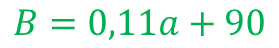 B = 0,11a + 90